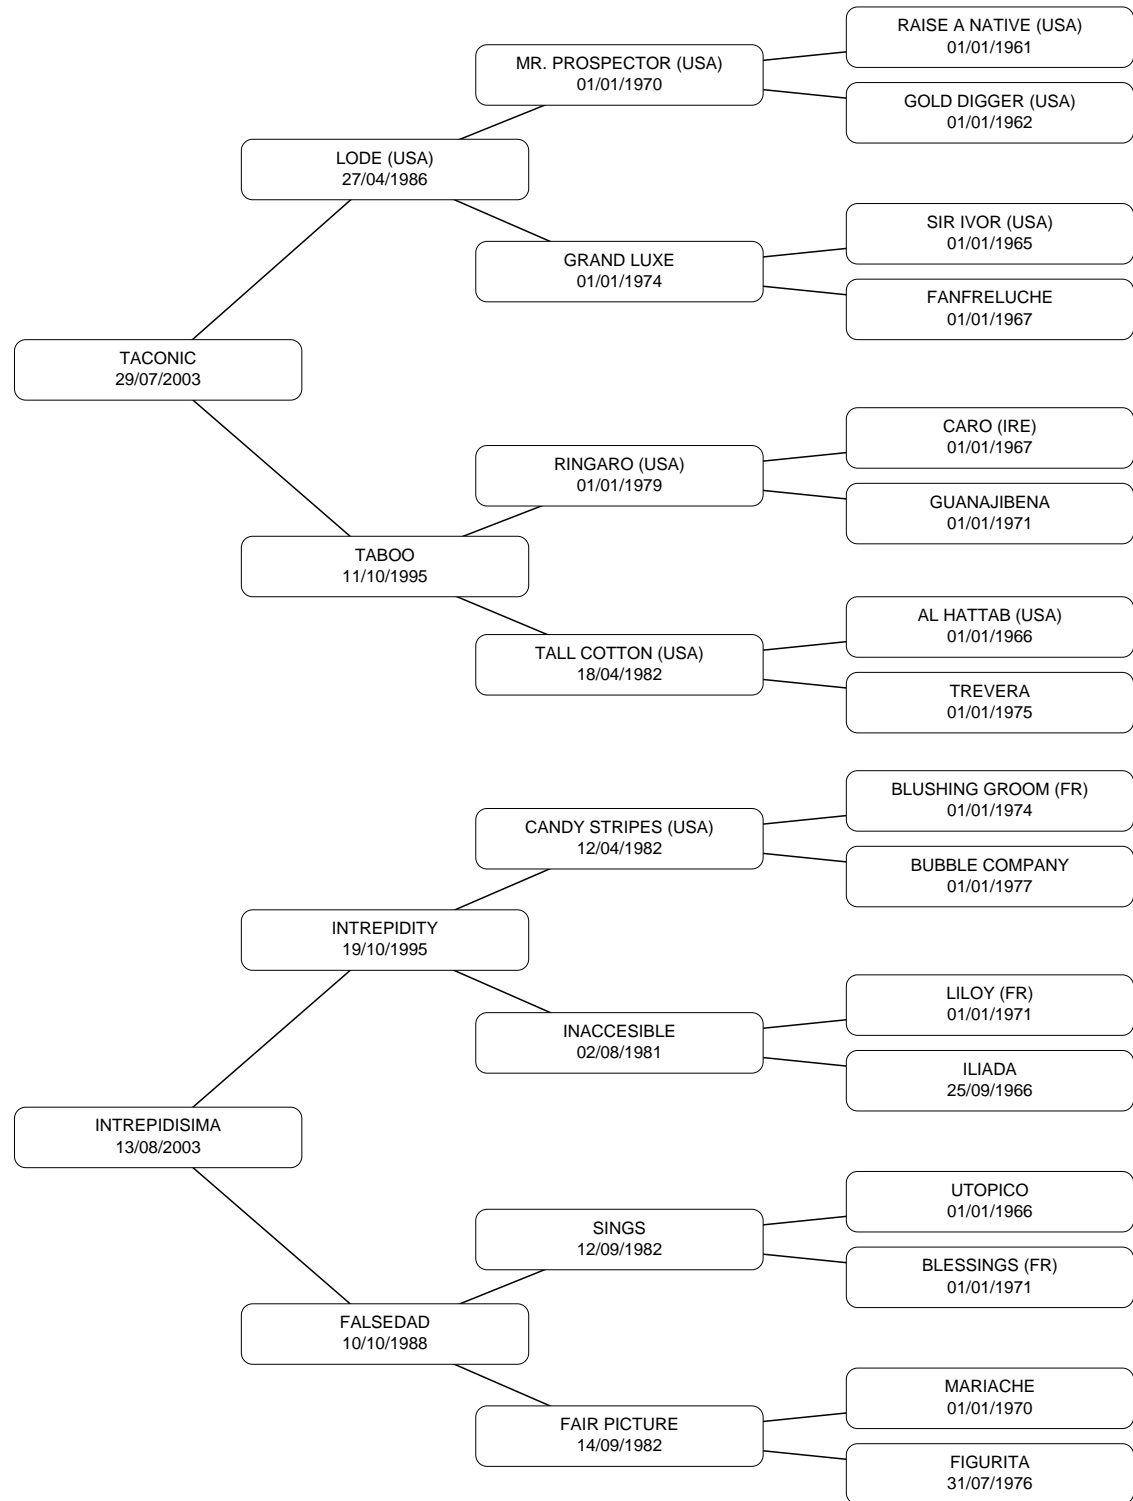 RAISE A NATIVE (USA)
01/01/1961
MR. PROSPECTOR (USA)
01/01/1970
GOLD DIGGER (USA)
01/01/1962
LODE (USA)
27/04/1986
SIR IVOR (USA)
01/01/1965
GRAND LUXE
01/01/1974
FANFRELUCHE
01/01/1967
TACONIC
29/07/2003
CARO (IRE)
01/01/1967
RINGARO (USA)
01/01/1979
GUANAJIBENA
01/01/1971
TABOO
11/10/1995
AL HATTAB (USA)
01/01/1966
TALL COTTON (USA)
18/04/1982
TREVERA
01/01/1975
BLUSHING GROOM (FR)
01/01/1974
CANDY STRIPES (USA)
12/04/1982
BUBBLE COMPANY
01/01/1977
INTREPIDITY
19/10/1995
LILOY (FR)
01/01/1971
INACCESIBLE
02/08/1981
ILIADA
25/09/1966
INTREPIDISIMA
13/08/2003
UTOPICO
01/01/1966
SINGS
12/09/1982
BLESSINGS (FR)
01/01/1971
FALSEDAD
10/10/1988
MARIACHE
01/01/1970
FAIR PICTURE
14/09/1982
FIGURITA
31/07/1976